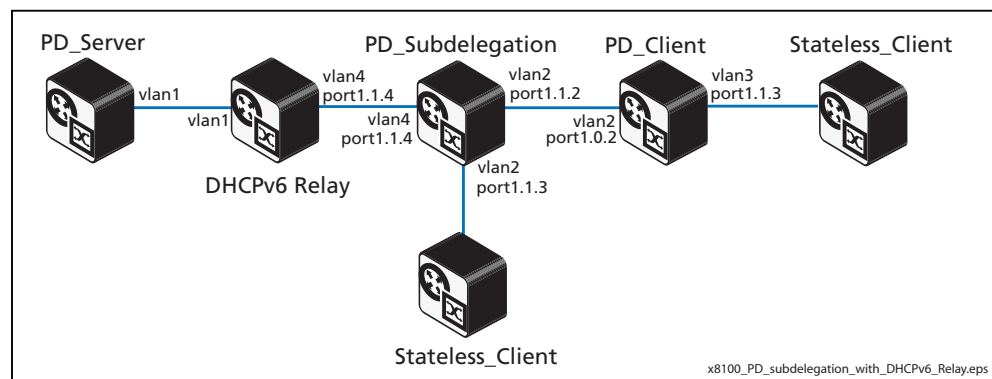 PD_Server
PD_Subdelegation
PD_Client
Stateless_Client
vlan1
vlan1
vlan4
port1.1.4
vlan4
port1.1.4
vlan2
port1.1.2
vlan2
port1.0.2
vlan3
port1.1.3
DHCPv6 Relay
vlan2
port1.1.3
Stateless_Client
x8100_PD_subdelegation_with_DHCPv6_Relay.eps